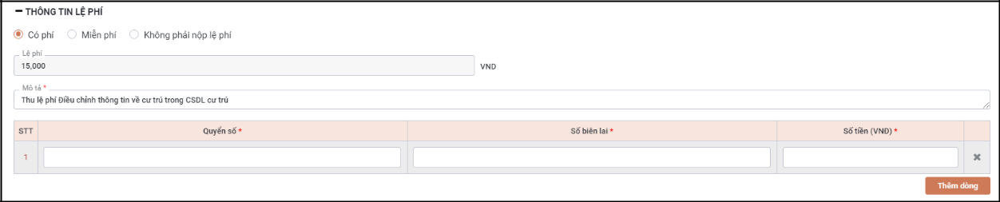 THÔNG TIN LỆ PHÍ
Có phí Miễn phí Không phải nộp lệ phí
Lệ phí
15,000 VND
Mô tả *
Thu lệ phí Điều chỉnh thông tin về cư trú trong CSDL cư trú
STT Quyển số * Số biên lai * Số tiền (VNĐ) *
1
Thêm dòng